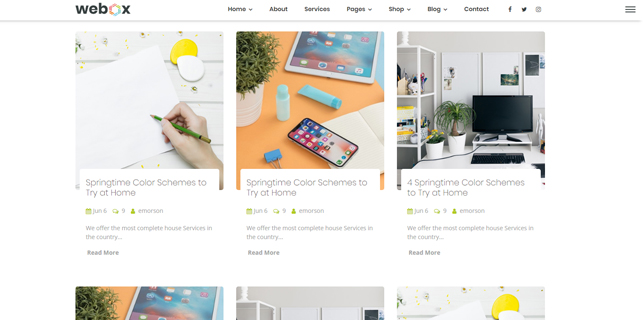 webox
Home About Services Pages Shop Blog Contact
Springtime Color Schemes to
Try at Home
Jun 6 9 emorson
We offer the most complete house Services in
the country...
Read More
Springtime Color Schemes to
Try at Home
Jun 6 9 emorson
We offer the most complete house Services in
the country...
Read More
4 Springtime Color Schemes
to Try at Home
Jun 6 9 emorson
We offer the most complete house Services in
the country...
Read More